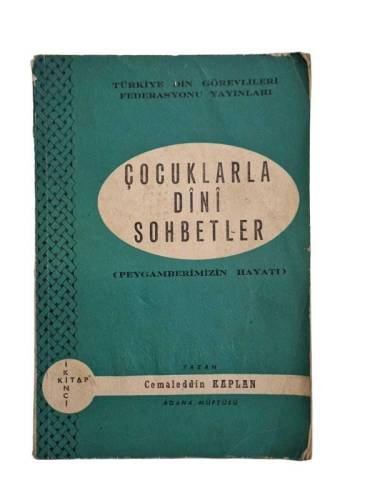 TÜRKİYE DİN GÖREVLİLERİ
FEDERASYONU YAYINLARI
ÇOCUKLARLA
DÎNÎ
SOHBETLER
(PEYGAMBERİMİZİN HAYATI)
İKİNCİ
KİTAP
YAZAN
Cemaleddin KAPLAN
ADANA MÜFTÜSÜ